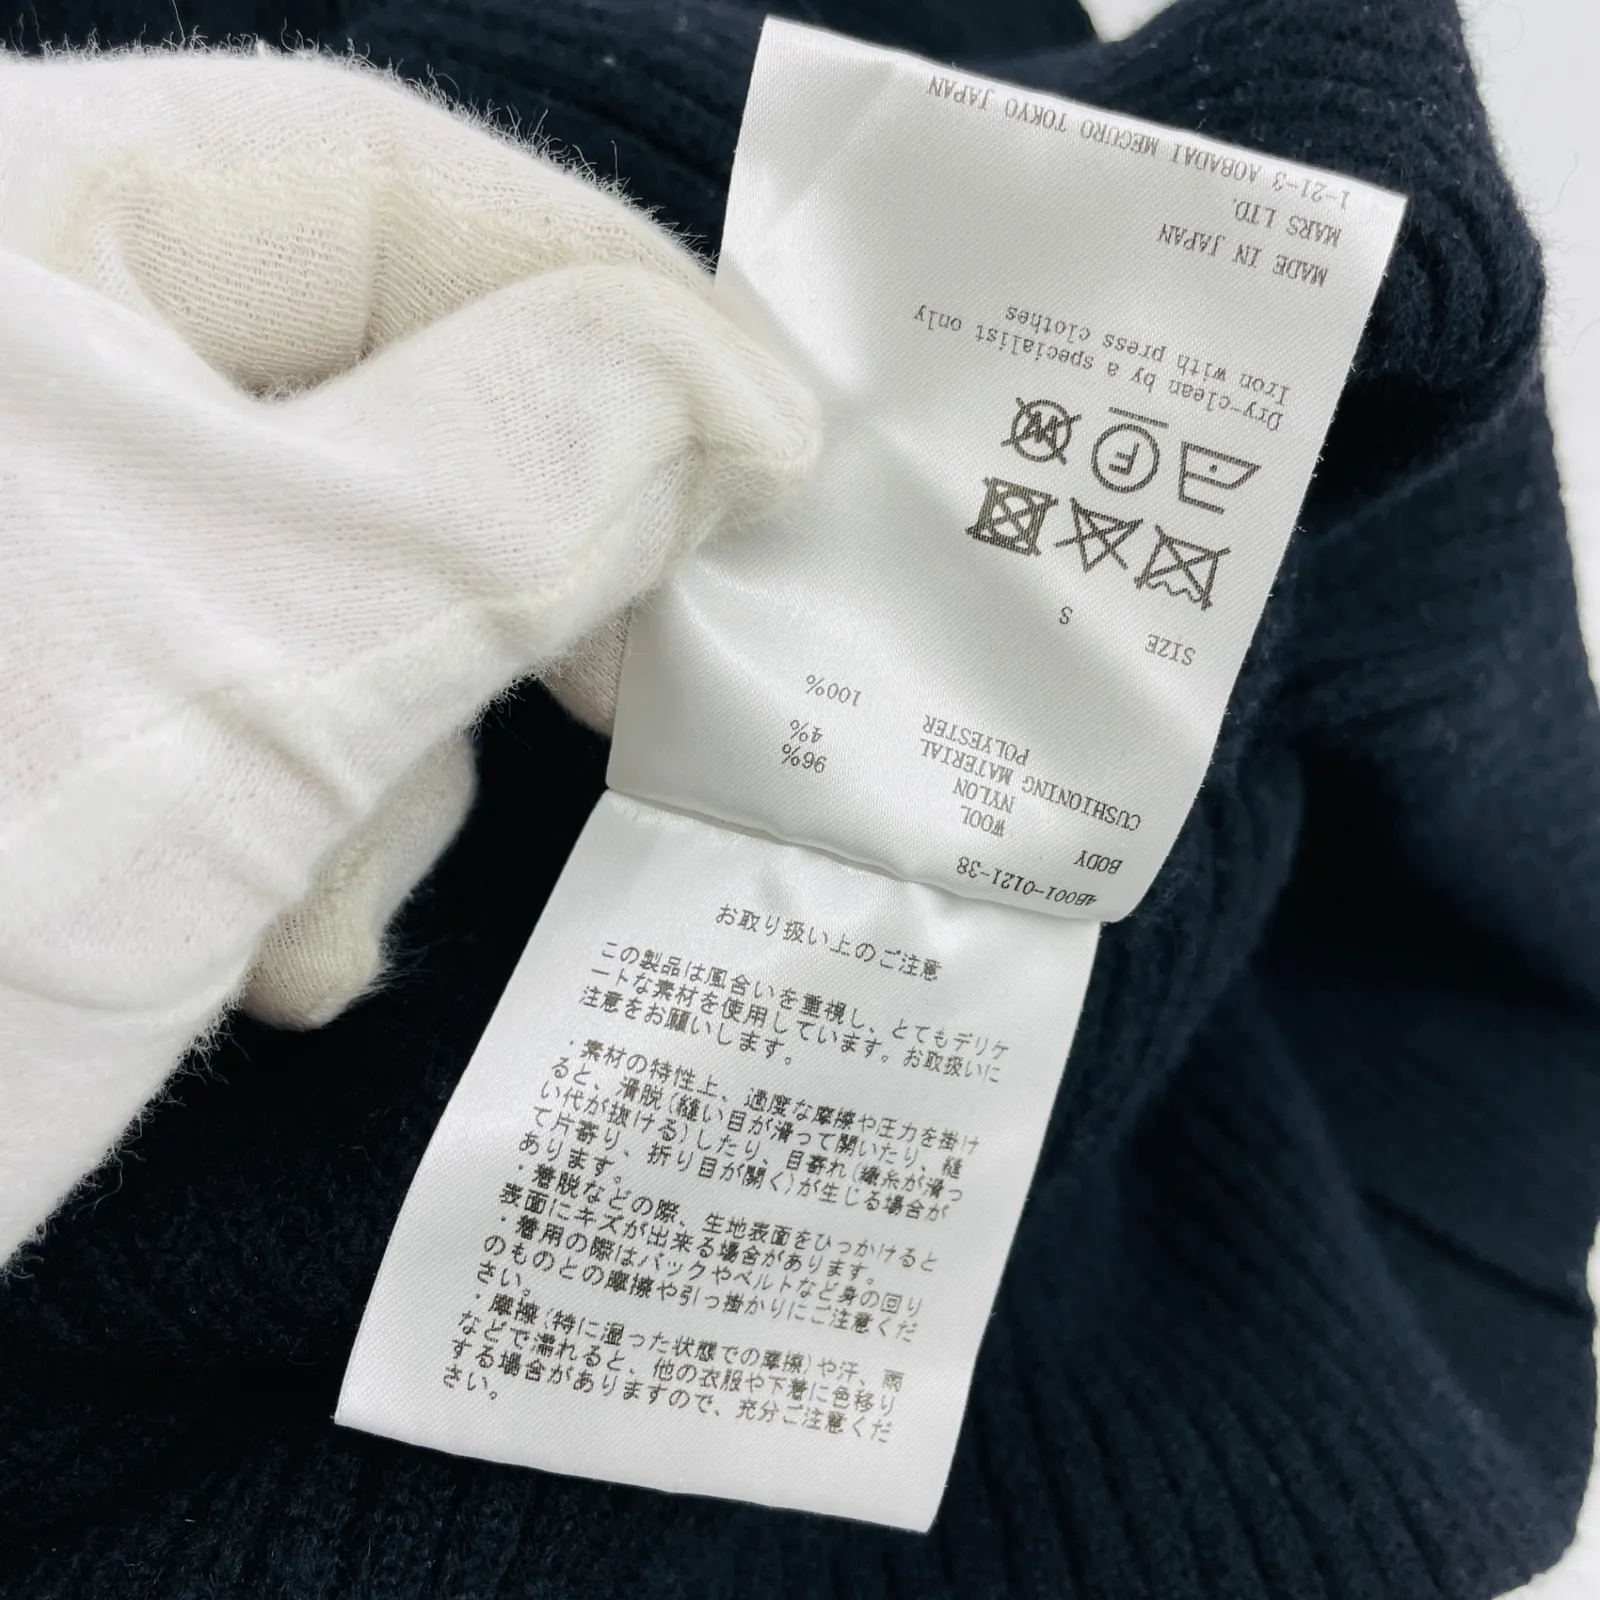 4B001-0121-38
BODY
WOOL 96%
NYLON 4%
CUSHIONING MATERIAL
POLYESTER 100%
SIZE S
Dry-clean by a specialist only
Iron with press clothes
MADE IN JAPAN
MARS LTD.
1-21-3 AOBADAI MEGURO TOKYO JAPAN
お取り扱い上のご注意
この製品は風合いを重視し、とてもデリケ
ートな素材を使用しています。お取扱いに
注意をお願いします。
・素材の特性上、過度な摩擦や圧力を掛け
ると、滑脱(縫い目が滑って開いたり、縫
い代が抜ける)したり、目寄れ(織糸が滑っ
て片寄り、折り目が開く)が生じる場合が
あります。
・着脱などの際、生地表面をひっかけると
表面にキズが出来る場合があります。
・着用の際はバックやベルトなど身の回り
のものとの摩擦や引っ掛かりにご注意くだ
さい。
・摩擦(特に湿った状態での摩擦)や汗、雨
などで濡れると、他の衣服や下着に色移り
する場合がありますので、充分ご注意くだ
さい。